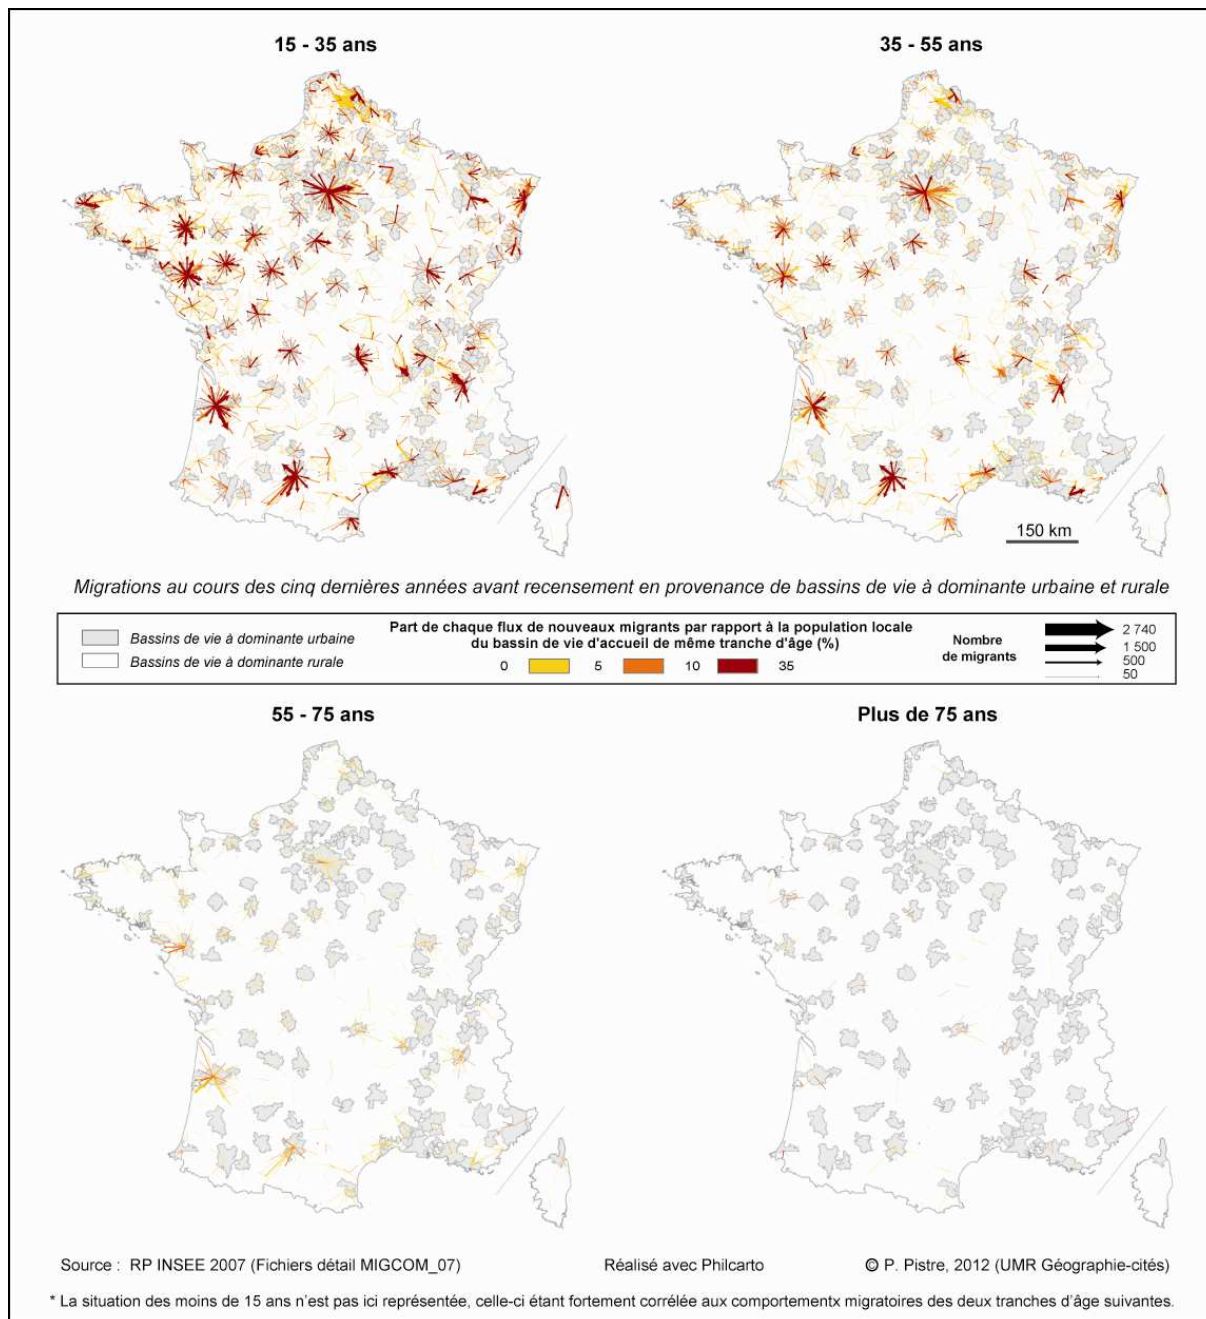 15 - 35 ans
35 - 55 ans
150 km
Migrations au cours des cinq dernières années avant recensement en provenance de bassins de vie à dominante urbaine et rurale
Bassins de vie à dominante urbaine
Bassins de vie à dominante rurale
Part de chaque flux de nouveaux migrants par rapport à la population locale
du bassin de vie d'accueil de même tranche d'âge (%)
0 5 10 35
Nombre
de migrants
2 740
1 500
500
50
55 - 75 ans
Plus de 75 ans
Source : RP INSEE 2007 (Fichiers détail MIGCOM_07)
Réalisé avec Philcarto
© P. Pistre, 2012 (UMR Géographie-cités)
* La situation des moins de 15 ans n'est pas ici représentée, celle-ci étant fortement corrélée aux comportementx migratoires des deux tranches d'âge suivantes.